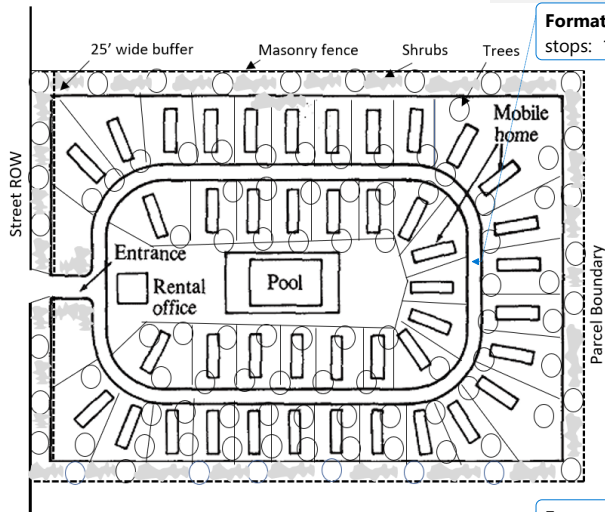 Format
stops:
25' wide buffer
Masonry fence
Shrubs
Trees
Mobile
home
Street ROW
Entrance
Rental
office
Pool
Parcel Boundary